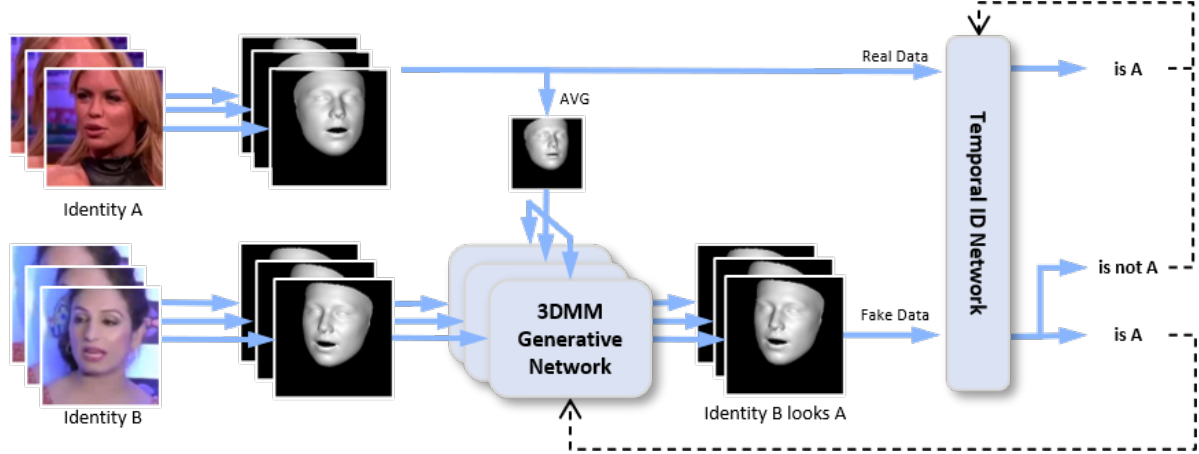 Real Data
is A
AVG
Identity A
Temporal ID Network
is not A
3DMM
Generative
Network
Fake Data
is A
Identity B
Identity B looks A